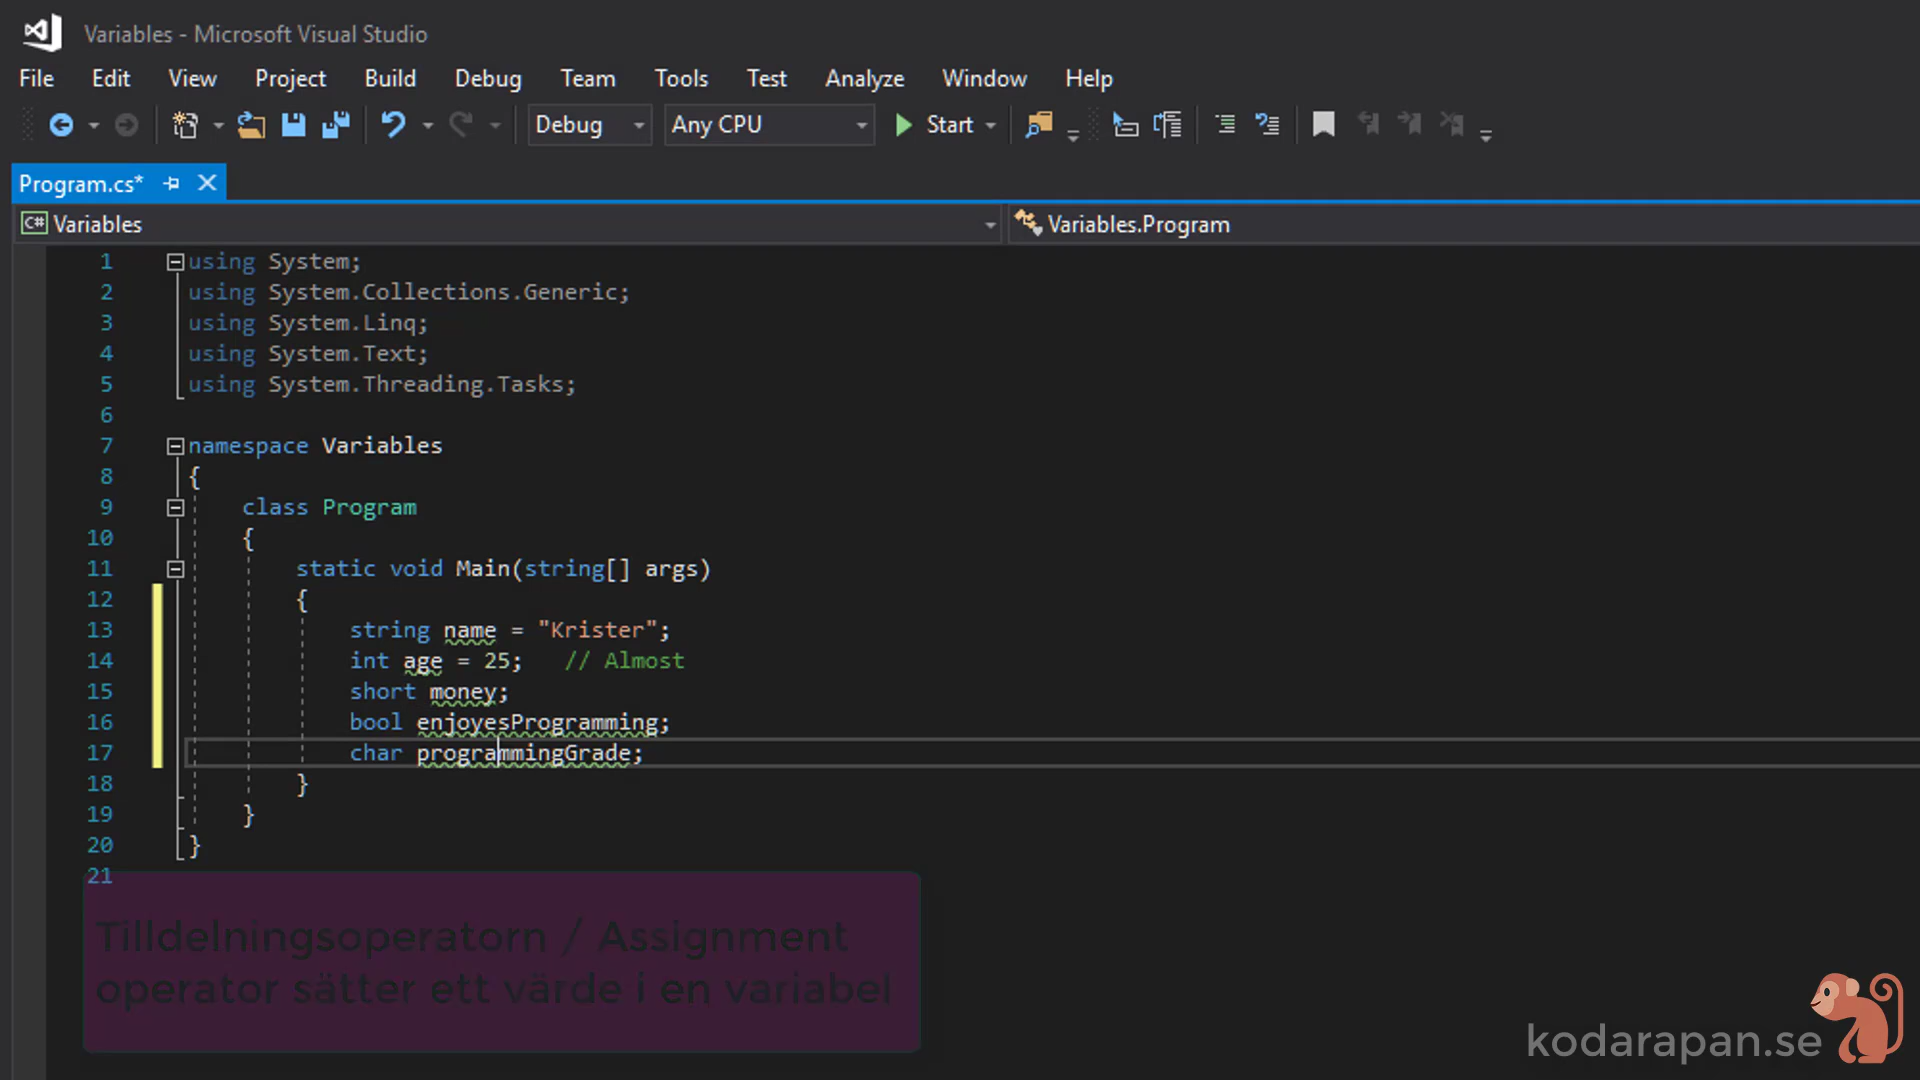 Variables - Microsoft Visual Studio
File Edit View Project Build Debug Team Tools Test Analyze Window Help
Debug Any CPU Start
Program.cs*
C# Variables Variables.Program
1 using System;
2 using System.Collections.Generic;
3 using System.Linq;
4 using System.Text;
5 using System.Threading.Tasks;
6
7 namespace Variables
8 {
9 class Program
10 {
11 static void Main(string[] args)
12 {
13 string name = "Krister";
14 int age = 25; // Almost
15 short money;
16 bool enjoyesProgramming;
17 char programmingGrade;
18 }
19 }
20 }
21
Tilldelningsoperatorn / Assignment
operator sätter ett värde i en variabel
kodarapan.se